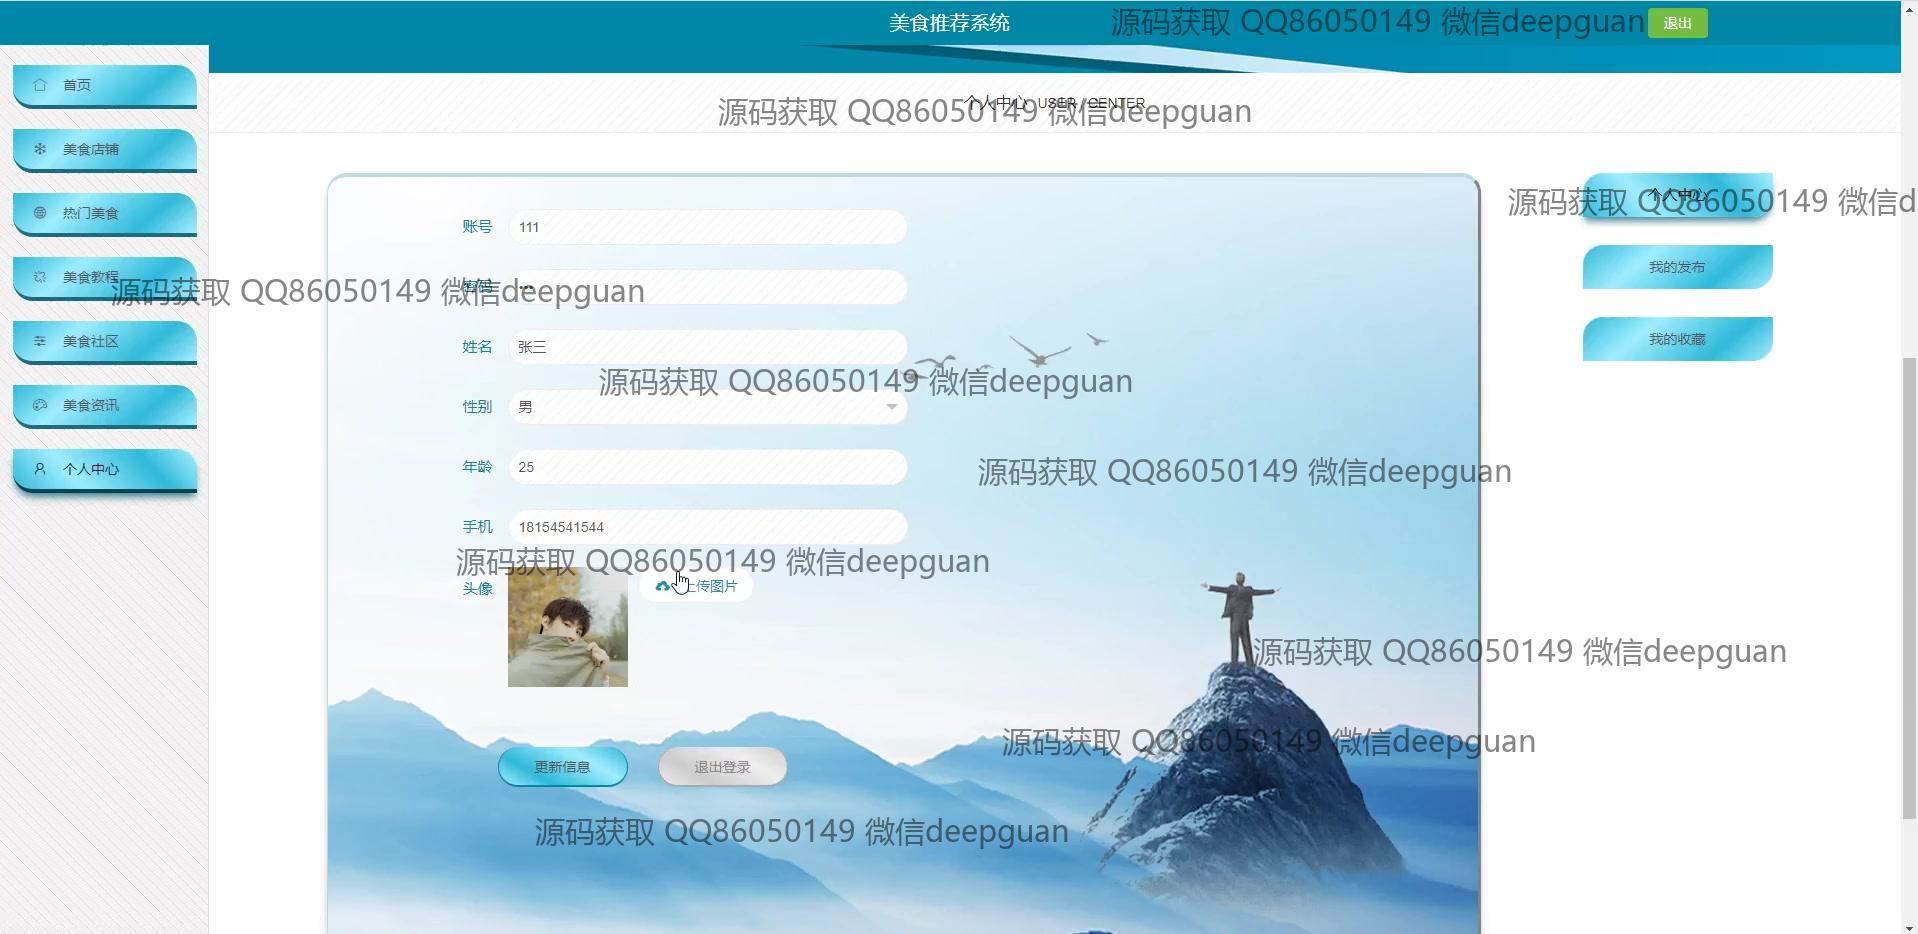 美食推荐系统
源码获取 QQ86050149 微信deepguan
退出
首页
美食店铺
热门美食
美食教程
美食社区
美食资讯
个人中心
个人中心 USER / CENTER
源码获取 QQ86050149 微信deepguan
账号 111
密码
源码获取 QQ86050149 微信deepguan
姓名 张三
源码获取 QQ86050149 微信deepguan
性别 男
年龄 25
源码获取 QQ86050149 微信deepguan
手机 18154541544
源码获取 QQ86050149 微信deepguan
头像
上传图片
源码获取 QQ86050149 微信deepguan
源码获取 QQ86050149 微信deepguan
更新信息
退出登录
源码获取 QQ86050149 微信deepguan
个人中心
源码获取 QQ86050149 微信d
我的发布
我的收藏